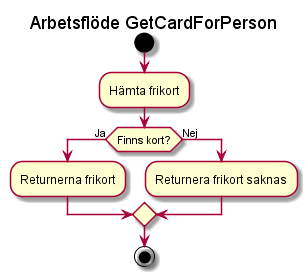 Arbetsflöde GetCardForPerson
Hämta frikort
Finns kort?
Ja
Nej
Returnerna frikort
Returnera frikort saknas